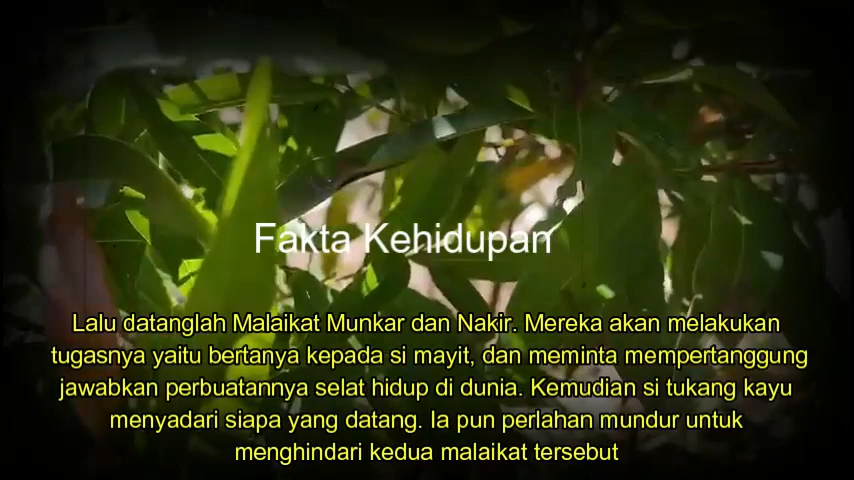 Fakta Kehidupan
Lalu datanglah Malaikat Munkar dan Nakir. Mereka akan melakukan
tugasnya yaitu bertanya kepada si mayit, dan meminta mempertanggung
jawabkan perbuatannya selat hidup di dunia. Kemudian si tukang kayu
menyadari siapa yang datang. Ia pun perlahan mundur untuk
menghindari kedua malaikat tersebut